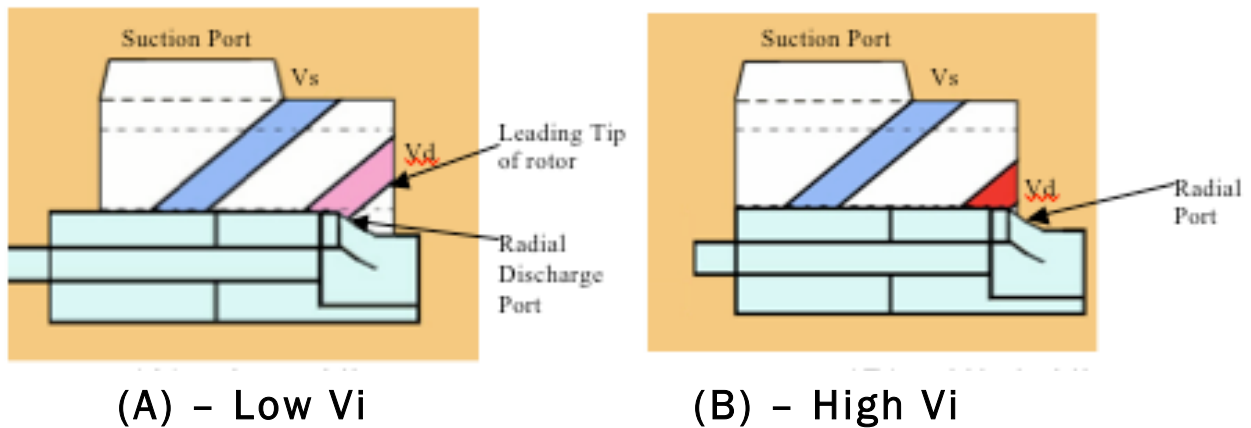 Suction Port
Vs
Leading Tip
of rotor
Vd
Radial
Discharge
Port
(A) – Low Vi
Suction Port
Vs
Vd
Radial
Port
(B) – High Vi